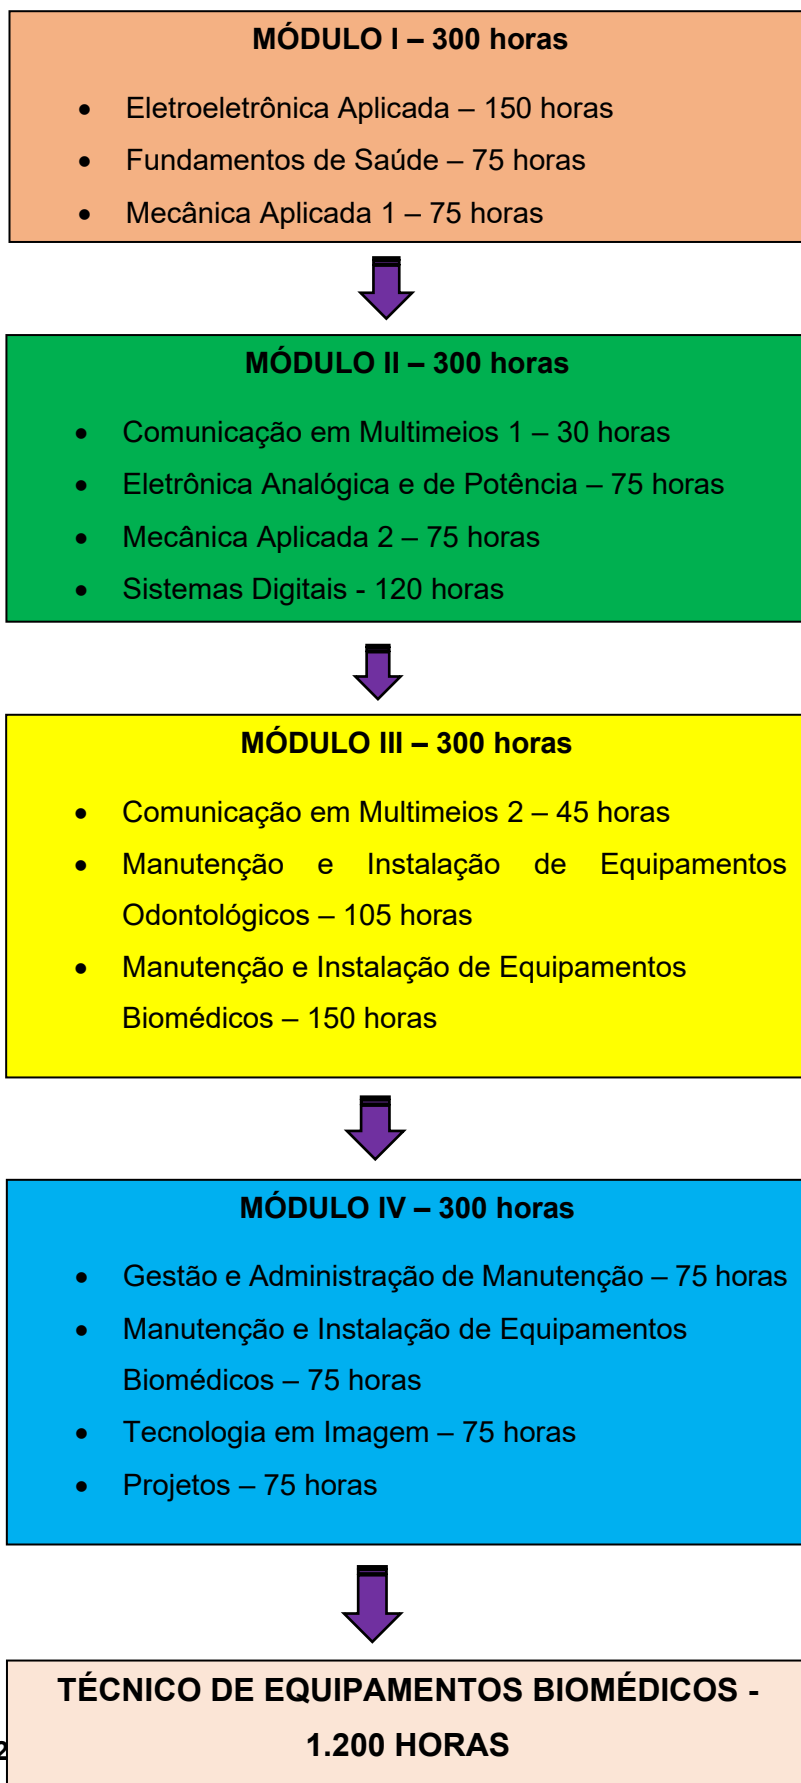 MÓDULO I – 300 horas
• Eletroeletrônica Aplicada – 150 horas
• Fundamentos de Saúde – 75 horas
• Mecânica Aplicada 1 – 75 horas
MÓDULO II – 300 horas
• Comunicação em Multimeios 1 – 30 horas
• Eletrônica Analógica e de Potência – 75 horas
• Mecânica Aplicada 2 – 75 horas
• Sistemas Digitais - 120 horas
MÓDULO III – 300 horas
• Comunicação em Multimeios 2 – 45 horas
• Manutenção e Instalação de Equipamentos
Odontológicos – 105 horas
• Manutenção e Instalação de Equipamentos
Biomédicos – 150 horas
MÓDULO IV – 300 horas
• Gestão e Administração de Manutenção – 75 horas
• Manutenção e Instalação de Equipamentos
Biomédicos – 75 horas
• Tecnologia em Imagem – 75 horas
• Projetos – 75 horas
TÉCNICO DE EQUIPAMENTOS BIOMÉDICOS -
1.200 HORAS
2